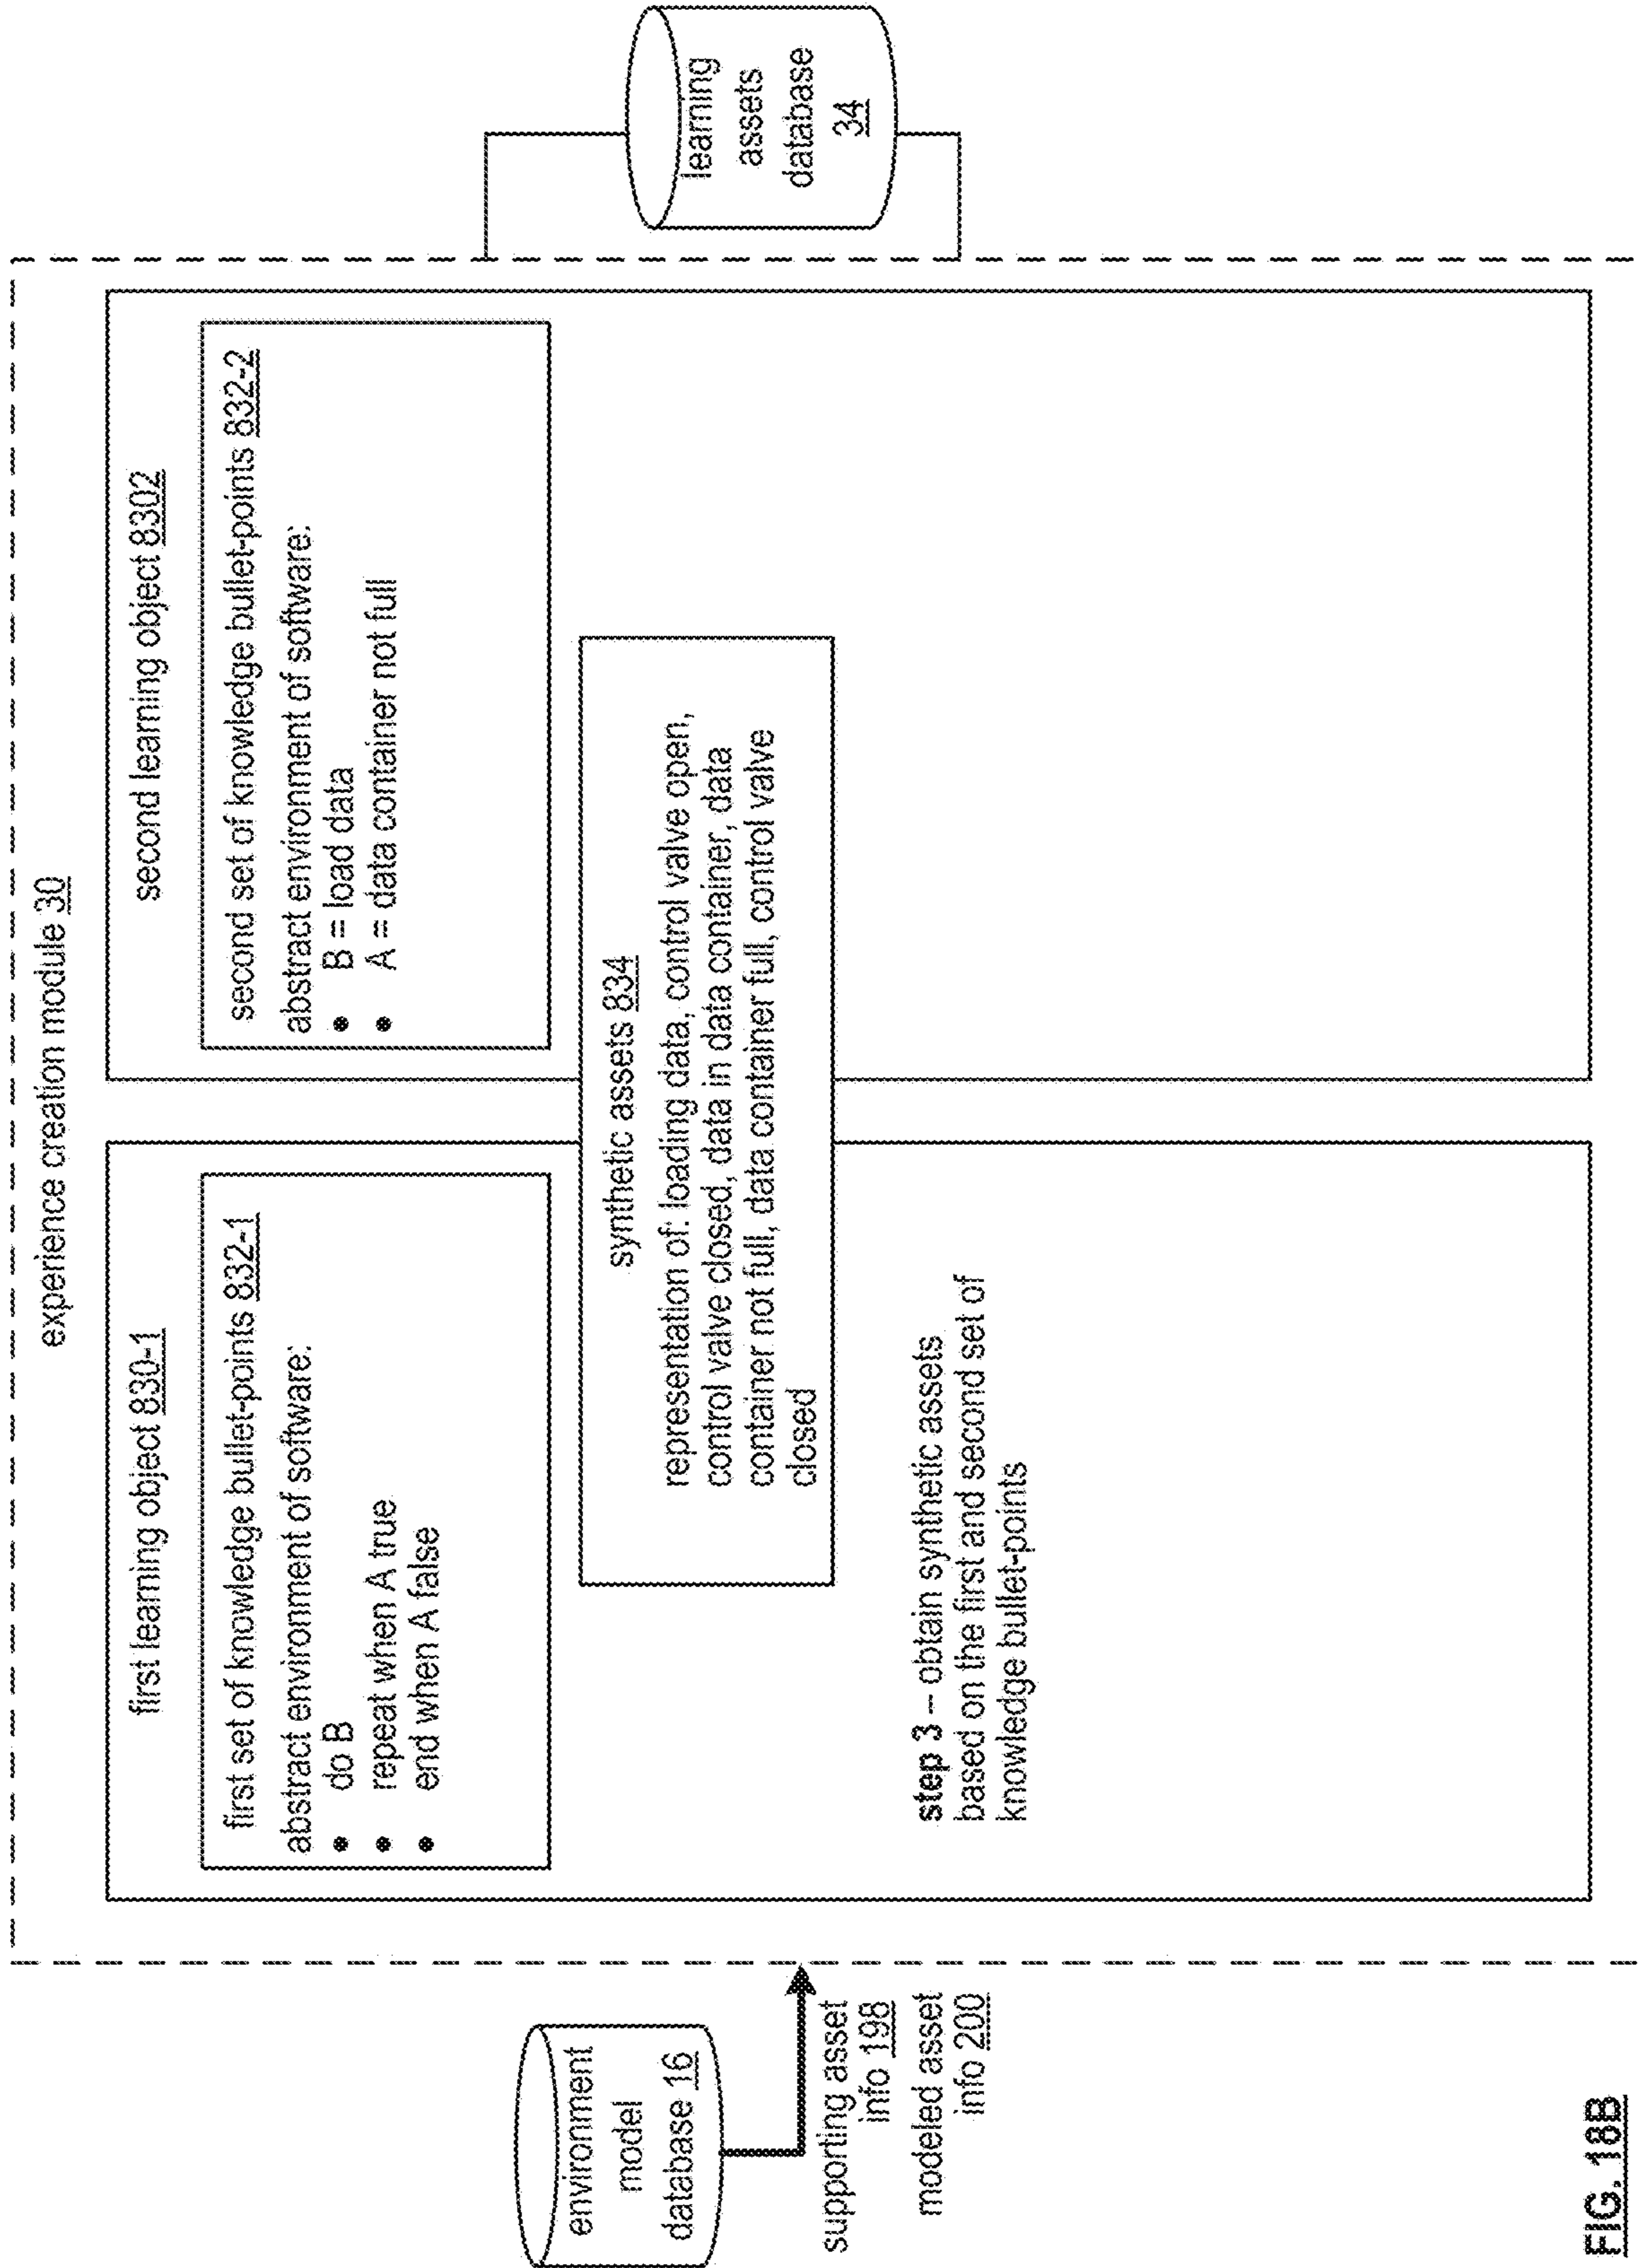 experience creation module 30
first learning object 830-1
first set of knowledge bullet-points 832-1
abstract environment of software:
• do B
• repeat when A true
• end when A false
second learning object 8302
second set of knowledge bullet-points 832-2
abstract environment of software:
• B = load data
• A = data container not full
synthetic assets 834
representation of: loading data, control valve open,
control valve closed, data in data container, data
container not full, data container full, control valve
closed
step 3 – obtain synthetic assets
based on the first and second set of
knowledge bullet-points
environment
model
database 16
supporting asset
info 198
modeled asset
info 200
learning
assets
database
34
FIG. 18B